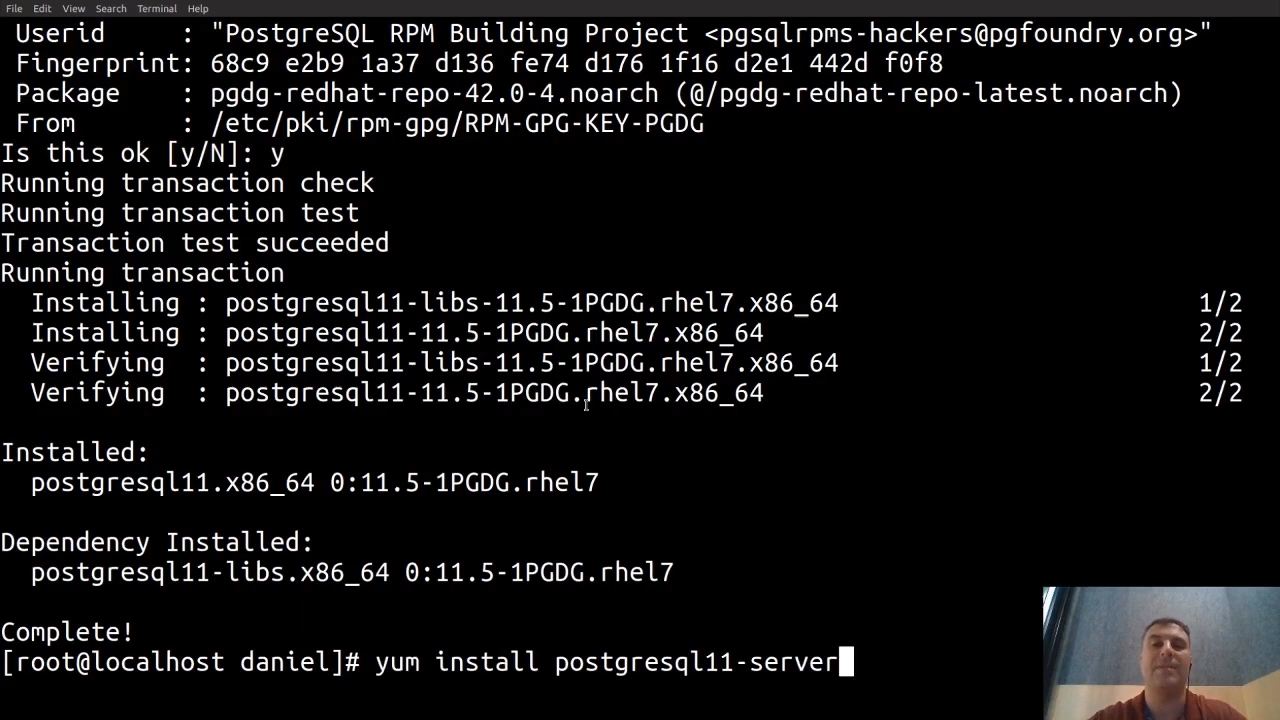 File Edit View Search Terminal Help
Userid : "PostgreSQL RPM Building Project <pgsqlrpms-hackers@pgfoundry.org>"
Fingerprint: 68c9 e2b9 1a37 d136 fe74 d176 1f16 d2e1 442d f0f8
Package : pgdg-redhat-repo-42.0-4.noarch (@/pgdg-redhat-repo-latest.noarch)
From : /etc/pki/rpm-gpg/RPM-GPG-KEY-PGDG
Is this ok [y/N]: y
Running transaction check
Running transaction test
Transaction test succeeded
Running transaction
Installing : postgresql11-libs-11.5-1PGDG.rhel7.x86_64 1/2
Installing : postgresql11-11.5-1PGDG.rhel7.x86_64 2/2
Verifying : postgresql11-libs-11.5-1PGDG.rhel7.x86_64 1/2
Verifying : postgresql11-11.5-1PGDG.rhel7.x86_64 2/2
Installed:
postgresql11.x86_64 0:11.5-1PGDG.rhel7
Dependency Installed:
postgresql11-libs.x86_64 0:11.5-1PGDG.rhel7
Complete!
[root@localhost daniel]# yum install postgresql11-server